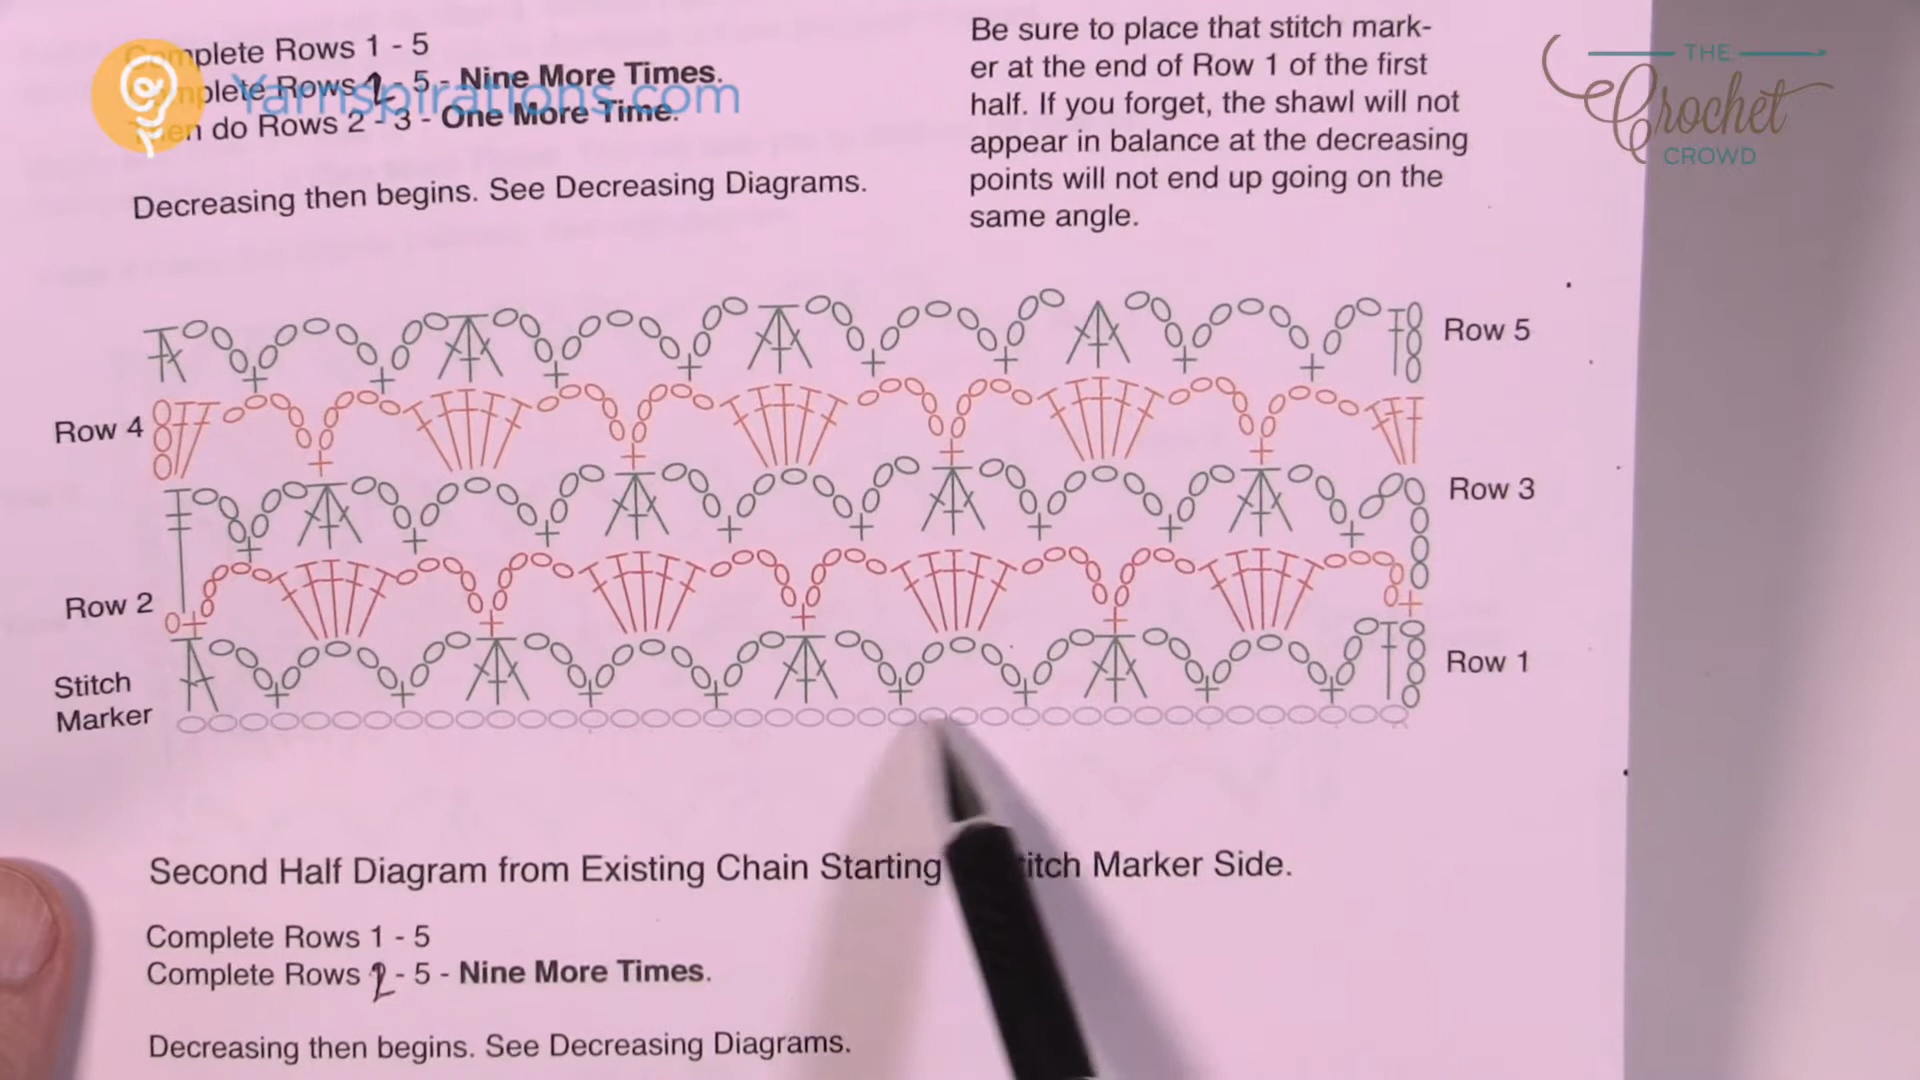 Complete Rows 1 - 5
Complete Rows 2 - 5 - Nine More Times.
Then do Rows 2 - 3 - One More Time.
Decreasing then begins. See Decreasing Diagrams.
Yarnspirations.com
Be sure to place that stitch mark-
er at the end of Row 1 of the first
half. If you forget, the shawl will not
appear in balance at the decreasing
points will not end up going on the
same angle.
THE
Crochet
CROWD
Row 5
Row 4
Row 3
Row 2
Row 1
Stitch
Marker
Second Half Diagram from Existing Chain Starting Stitch Marker Side.
Complete Rows 1 - 5
Complete Rows 2 - 5 - Nine More Times.
Decreasing then begins. See Decreasing Diagrams.